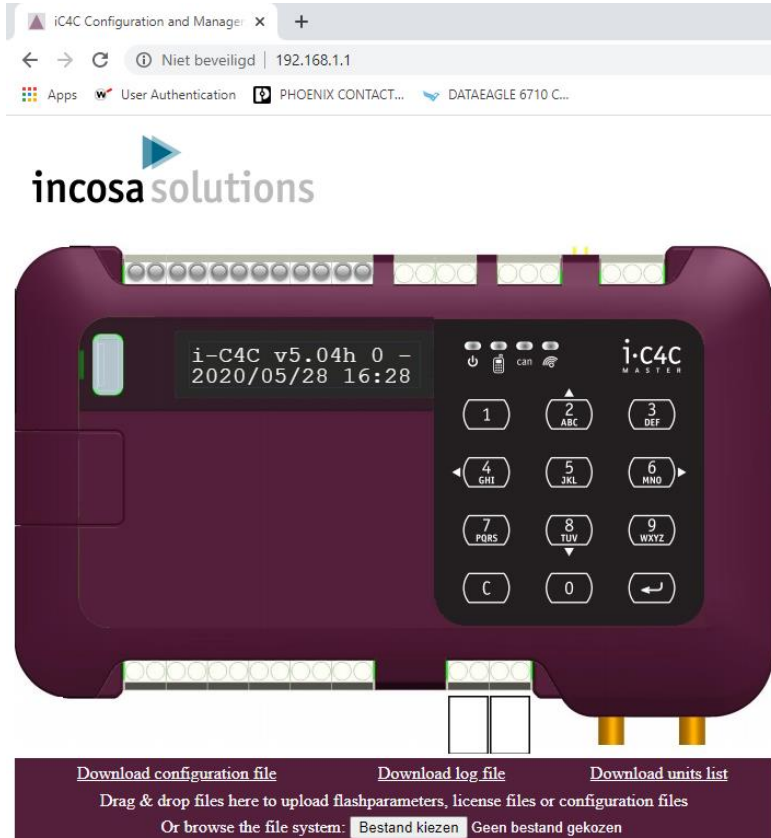 iC4C Configuration and Manager
Niet beveiligd | 192.168.1.1
Apps User Authentication PHOENIX CONTACT... DATAEAGLE 6710 C...
incosa solutions
i-C4C v5.04h 0 -
2020/05/28 16:28
can
i·C4C
MASTER
1 2 ABC 3 DEF
4 GHI 5 JKL 6 MNO
7 PQRS 8 TUV 9 WXYZ
C 0
Download configuration file Download log file Download units list
Drag & drop files here to upload flashparameters, license files or configuration files
Or browse the file system: Bestand kiezen Geen bestand gekozen